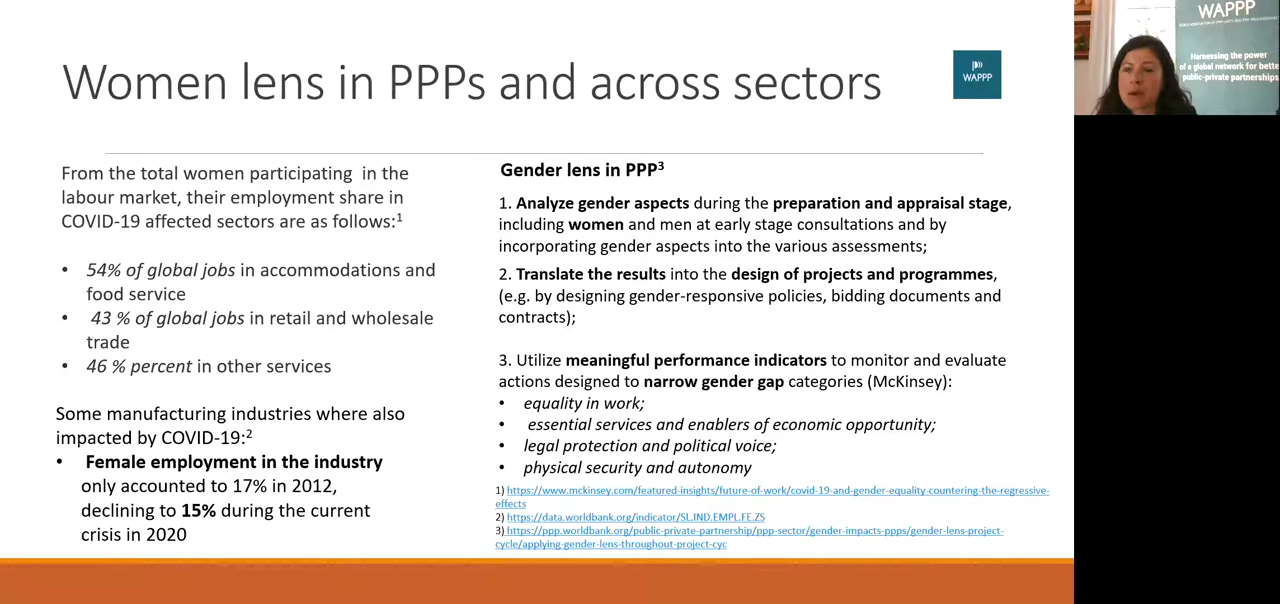 Women lens in PPPs and across sectors
WAPPP
From the total women participating in the
labour market, their employment share in
COVID-19 affected sectors are as follows:1
• 54% of global jobs in accommodations and
food service
• 43 % of global jobs in retail and wholesale
trade
• 46 % percent in other services
Some manufacturing industries where also
impacted by COVID-19:2
• Female employment in the industry
only accounted to 17% in 2012,
declining to 15% during the current
crisis in 2020
Gender lens in PPP3
1. Analyze gender aspects during the preparation and appraisal stage,
including women and men at early stage consultations and by
incorporating gender aspects into the various assessments;
2. Translate the results into the design of projects and programmes,
(e.g. by designing gender-responsive policies, bidding documents and
contracts);
3. Utilize meaningful performance indicators to monitor and evaluate
actions designed to narrow gender gap categories (McKinsey):
• equality in work;
• essential services and enablers of economic opportunity;
• legal protection and political voice;
• physical security and autonomy
1) https://www.mckinsey.com/featured-insights/future-of-work/covid-19-and-gender-equality-countering-the-regressive-
effects
2) https://data.worldbank.org/indicator/SL.IND.EMPL.FE.ZS
3) https://ppp.worldbank.org/public-private-partnership/ppp-sector/gender-impacts-ppps/gender-lens-project-
cycle/applying-gender-lens-throughout-project-cyc
WAPPP
Harnessing the power
of a global network for bette
public-private partnerships